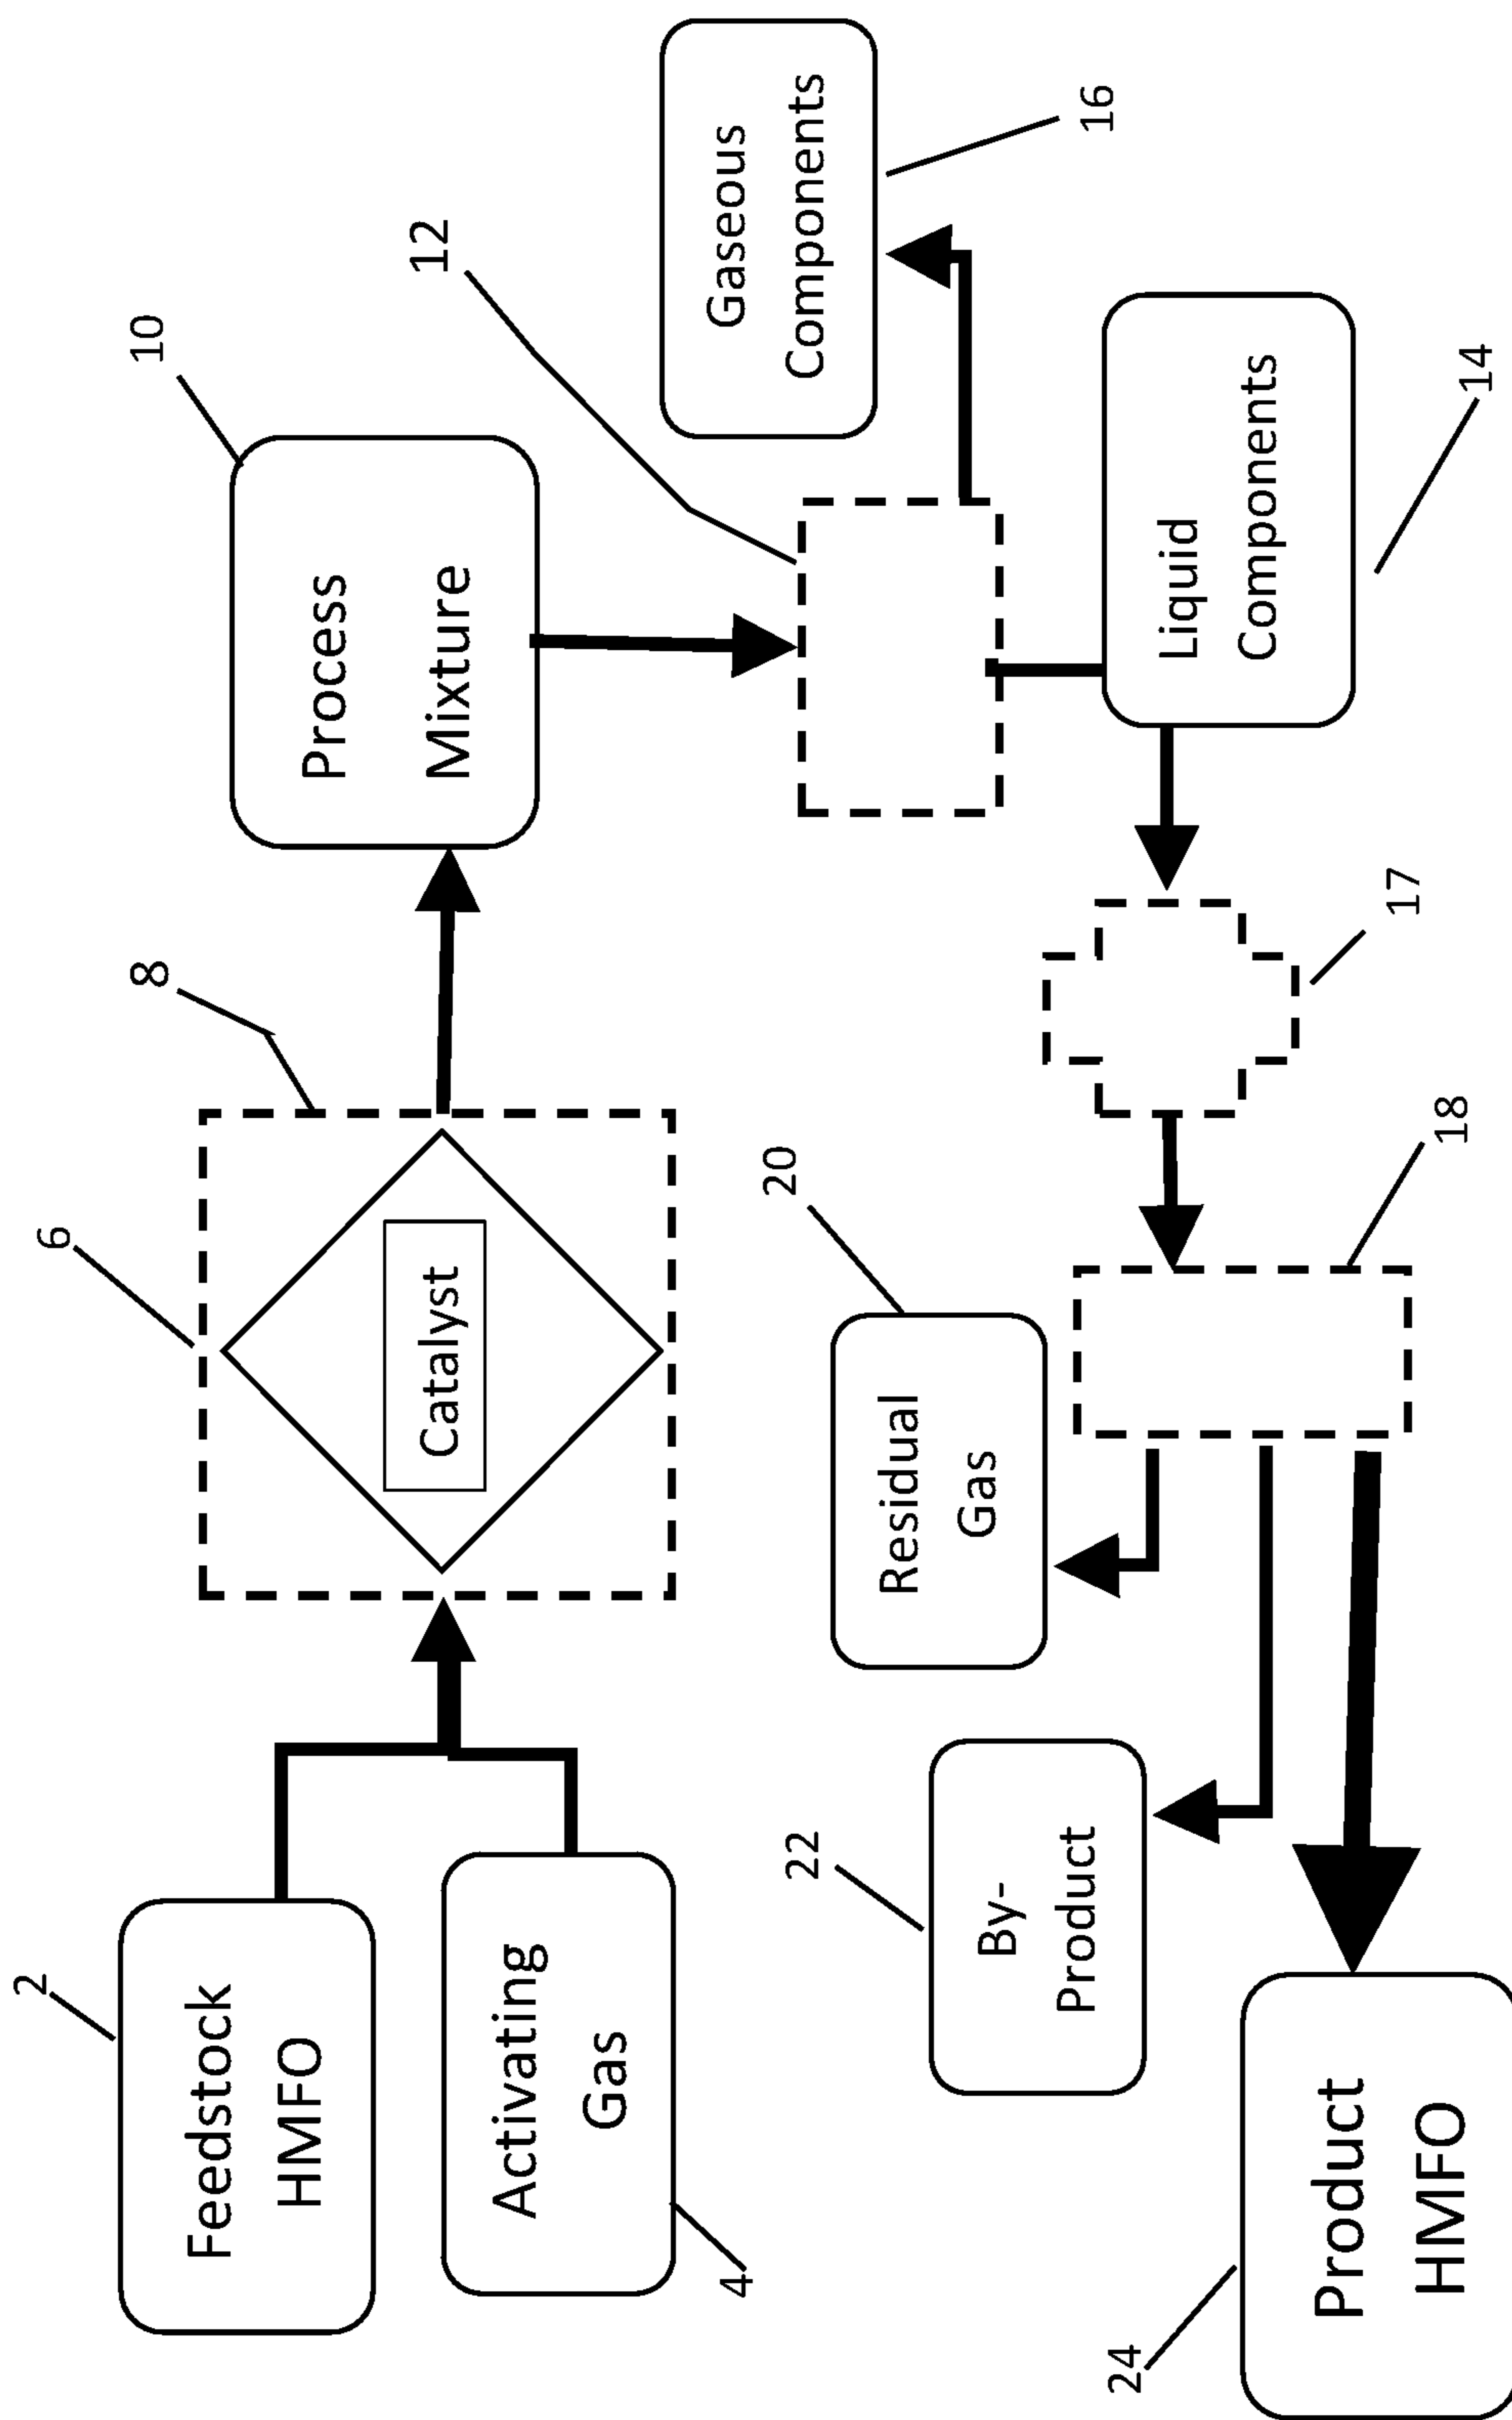 2
Feedstock
HMFO
Activating
Gas
4
6
Catalyst
8
10
Process
Mixture
12
Gaseous
Components
16
Liquid
Components
14
17
18
20
Residual
Gas
22
By-
Product
24
Product
HMFO